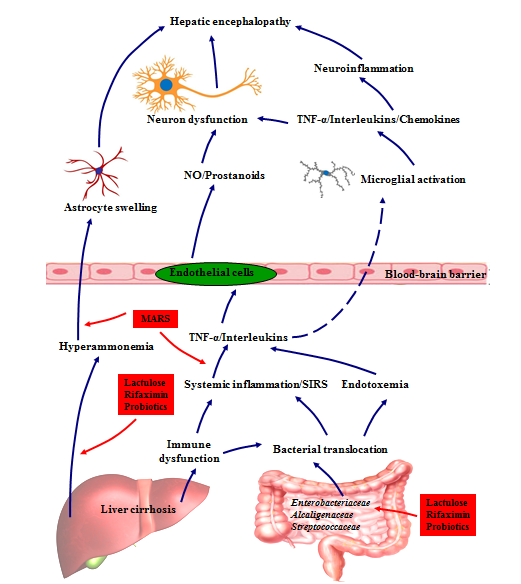 Hepatic encephalopathy
Neuroinflammation
Neuron dysfunction
TNF-α/Interleukins/Chemokines
NO/Prostanoids
Microglial activation
Astrocyte swelling
Endothelial cells
Blood-brain barrier
MARS
TNF-α/Interleukins
Hyperammonemia
Lactulose
Rifaximin
Probiotics
Systemic inflammation/SIRS
Endotoxemia
Immune
dysfunction
Bacterial translocation
Liver cirrhosis
Enterobacteriaceae
Alcaligenaceae
Streptococcaceae
Lactulose
Rifaximin
Probiotics